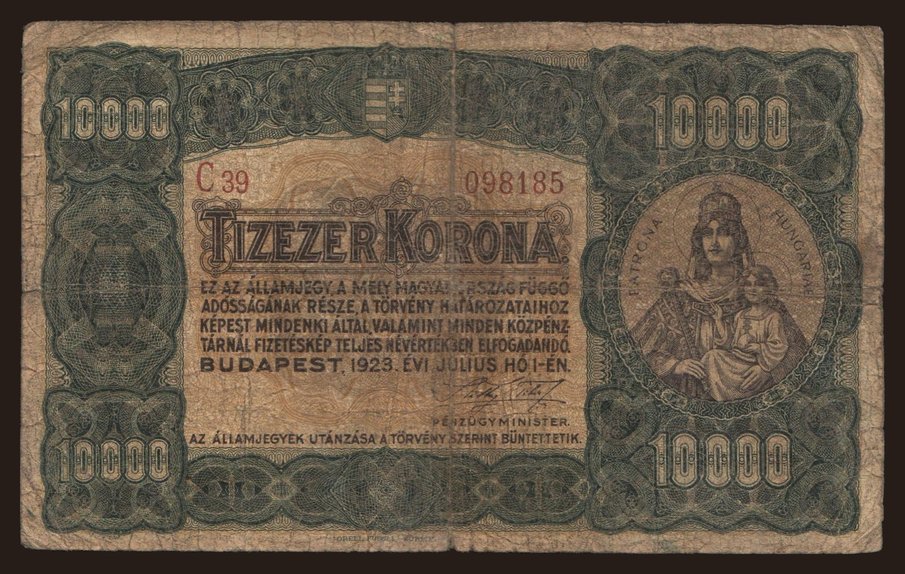 10000
10000
C 39
098185
TIZEZER KORONA
PATRONA HUNGARIAE
EZ AZ ÁLLAMJEGY, A MELY MAGYARORSZÁG FÜGGŐ
ADÓSSÁGÁNAK RÉSZE, A TÖRVÉNY HATÁROZATAIHOZ
KÉPEST MINDENKI ÁLTAL, VALAMINT MINDEN KÖZPÉNZ-
TÁRNÁL FIZETÉSKÉP TELJES NÉVÉRTÉKBEN ELFOGADANDÓ.
BUDAPEST, 1923. ÉVI JÚLIUS HÓ 1-ÉN.
PÉNZÜGYMINISTER.
AZ ÁLLAMJEGYEK UTÁNZÁSA A TÖRVÉNY SZERINT BÜNTETTETIK.
10000
10000